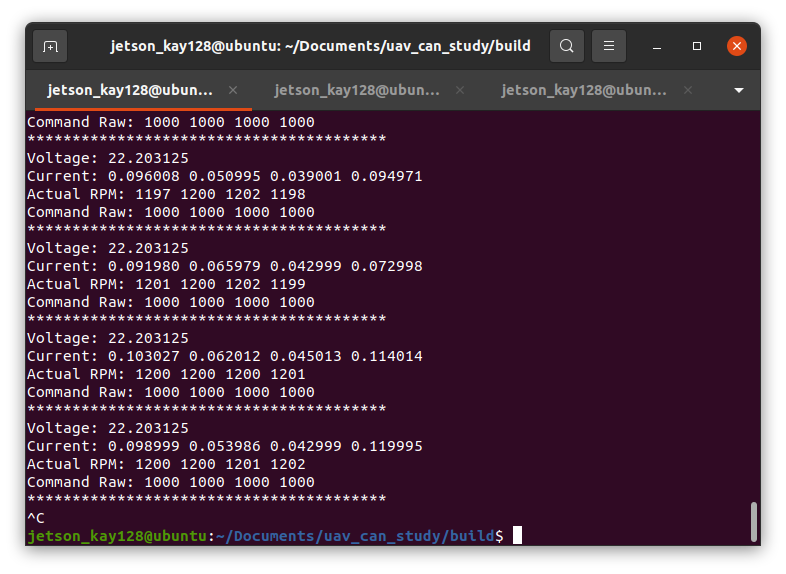 jetson_kay128@ubuntu: ~/Documents/uav_can_study/build
jetson_kay128@ubun... × jetson_kay128@ubun... × jetson_kay128@ubun... ×
Command Raw: 1000 1000 1000 1000
****************************************
Voltage: 22.203125
Current: 0.096008 0.050995 0.039001 0.094971
Actual RPM: 1197 1200 1202 1198
Command Raw: 1000 1000 1000 1000
****************************************
Voltage: 22.203125
Current: 0.091980 0.065979 0.042999 0.072998
Actual RPM: 1201 1200 1202 1199
Command Raw: 1000 1000 1000 1000
****************************************
Voltage: 22.203125
Current: 0.103027 0.062012 0.045013 0.114014
Actual RPM: 1200 1200 1200 1201
Command Raw: 1000 1000 1000 1000
****************************************
Voltage: 22.203125
Current: 0.098999 0.053986 0.042999 0.119995
Actual RPM: 1200 1200 1201 1202
Command Raw: 1000 1000 1000 1000
****************************************
^C
jetson_kay128@ubuntu:~/Documents/uav_can_study/build$